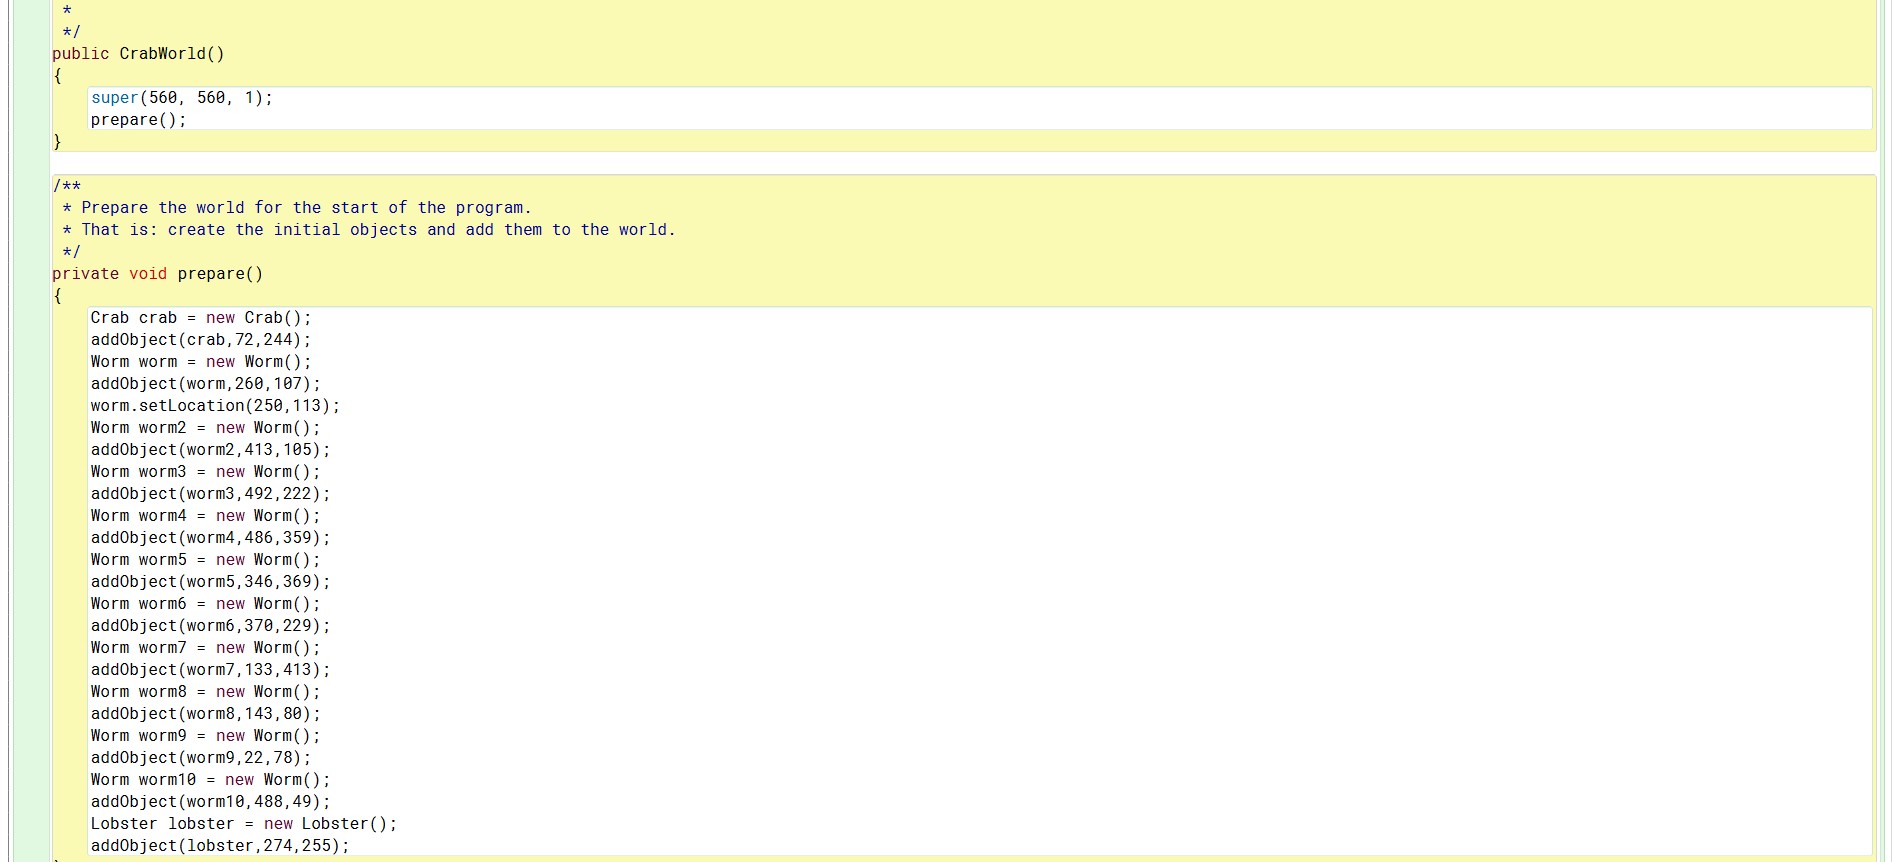 *
*/
public CrabWorld()
{
super(560, 560, 1);
prepare();
}
/**
* Prepare the world for the start of the program.
* That is: create the initial objects and add them to the world.
*/
private void prepare()
{
Crab crab = new Crab();
addObject(crab,72,244);
Worm worm = new Worm();
addObject(worm,260,107);
worm.setLocation(250,113);
Worm worm2 = new Worm();
addObject(worm2,413,105);
Worm worm3 = new Worm();
addObject(worm3,492,222);
Worm worm4 = new Worm();
addObject(worm4,486,359);
Worm worm5 = new Worm();
addObject(worm5,346,369);
Worm worm6 = new Worm();
addObject(worm6,370,229);
Worm worm7 = new Worm();
addObject(worm7,133,413);
Worm worm8 = new Worm();
addObject(worm8,143,80);
Worm worm9 = new Worm();
addObject(worm9,22,78);
Worm worm10 = new Worm();
addObject(worm10,488,49);
Lobster lobster = new Lobster();
addObject(lobster,274,255);